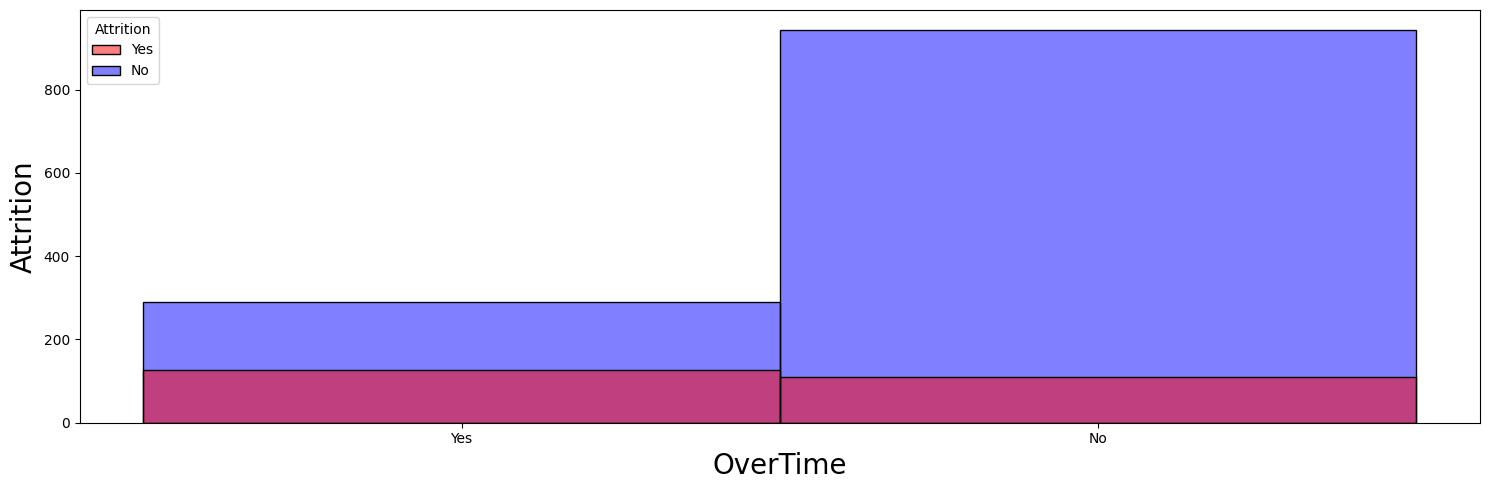 Attrition
Yes
No
800
600
400
200
0
Attrition
Yes
No
OverTime